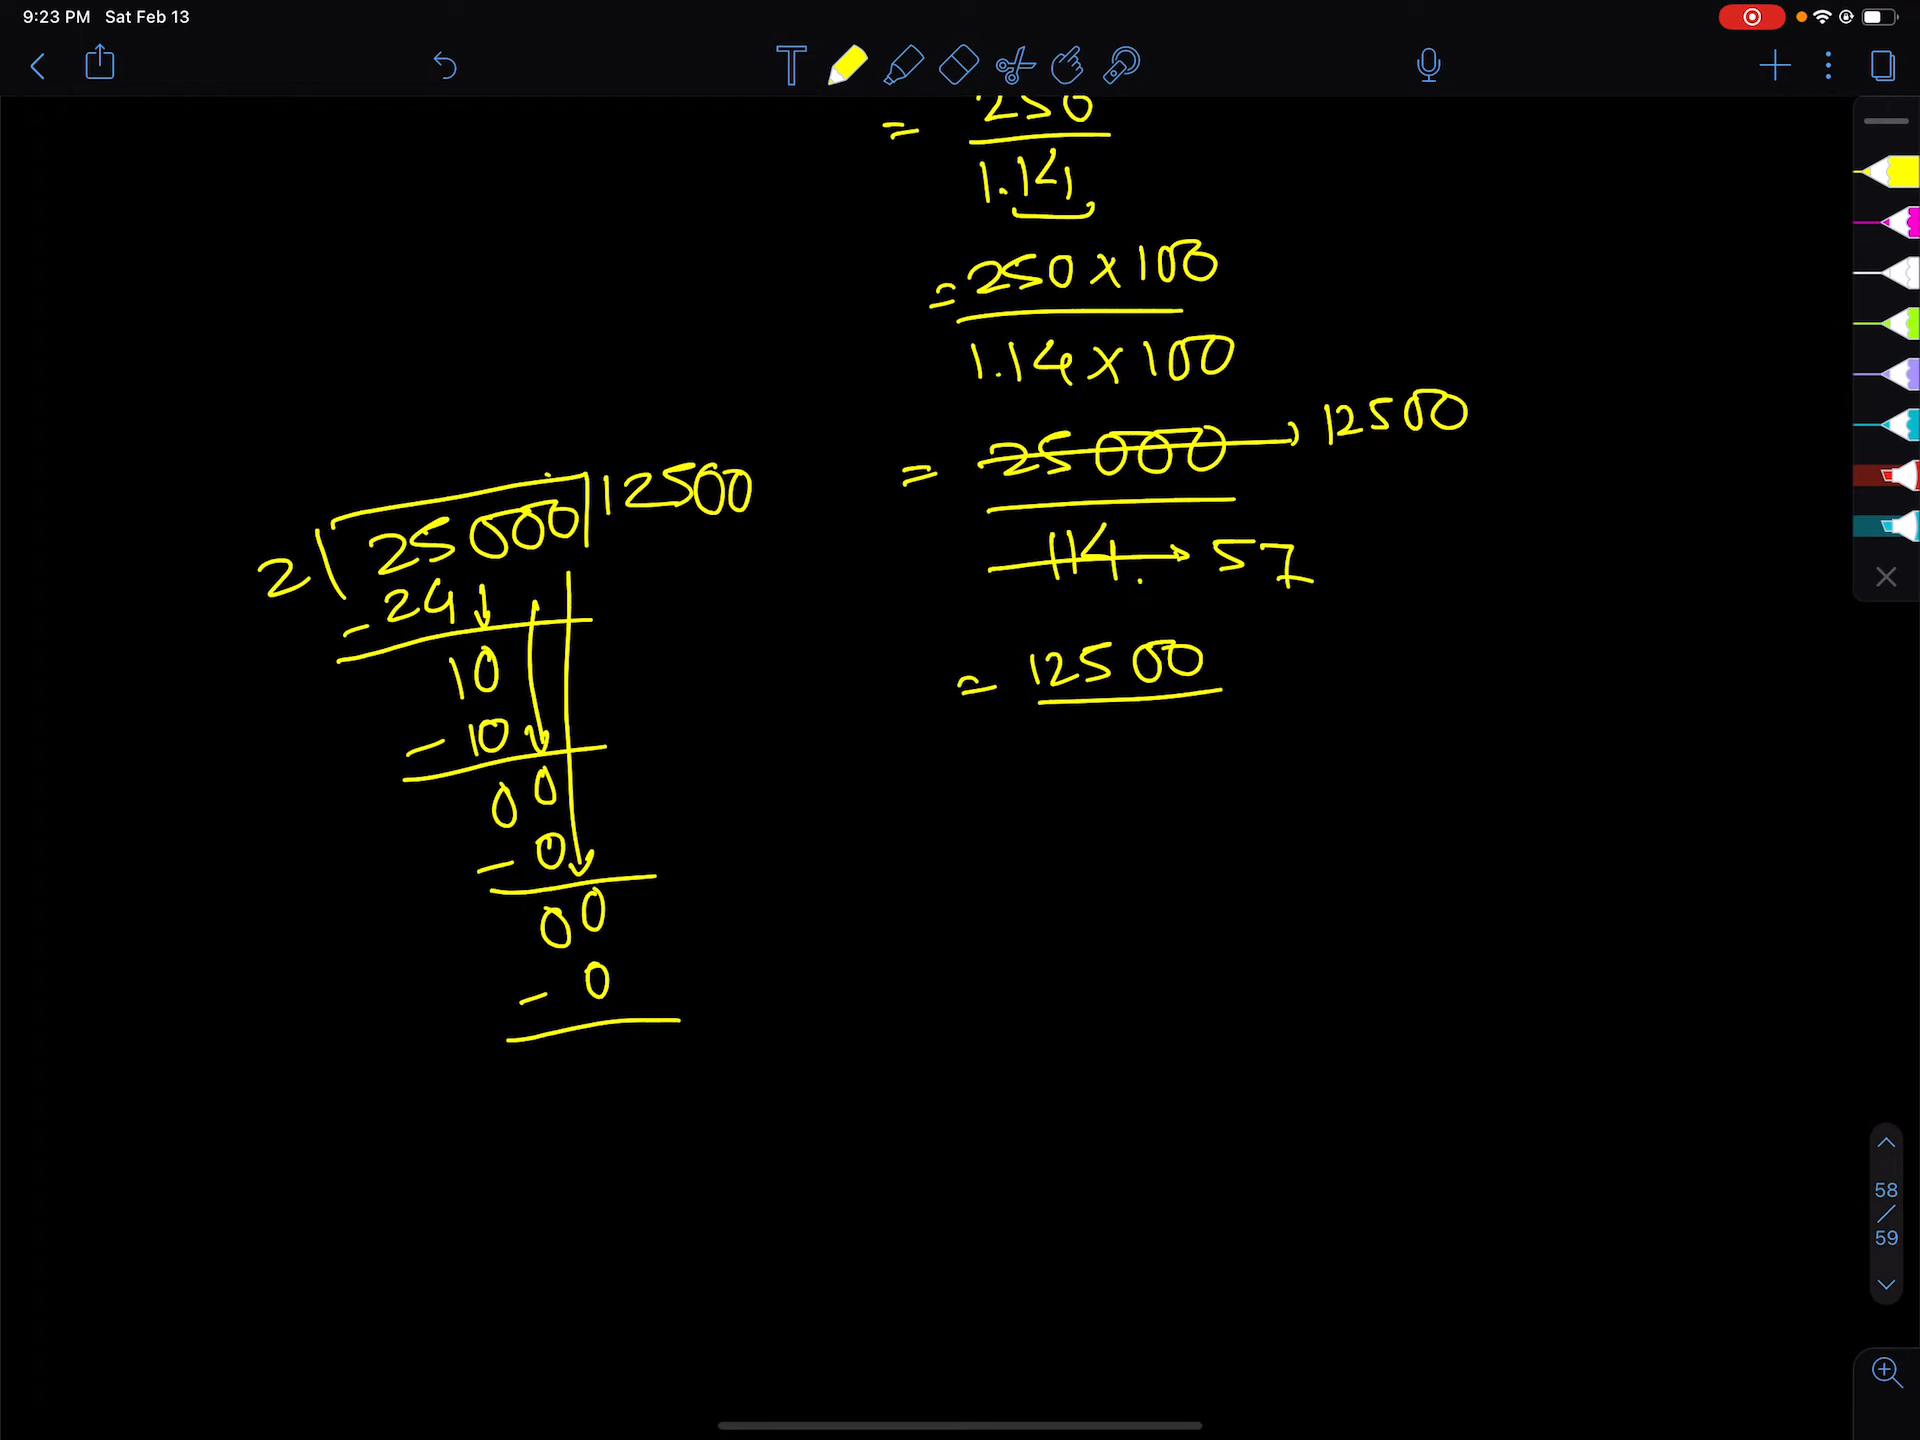 9:23 PM Sat Feb 13
= 250
1.14
= 250 x 100
1.14 x 100
= 25000 → 12500
114 → 57
= 12500
2 25000 12500
- 24
10
- 10
00
- 0
00
- 0
58
/
59